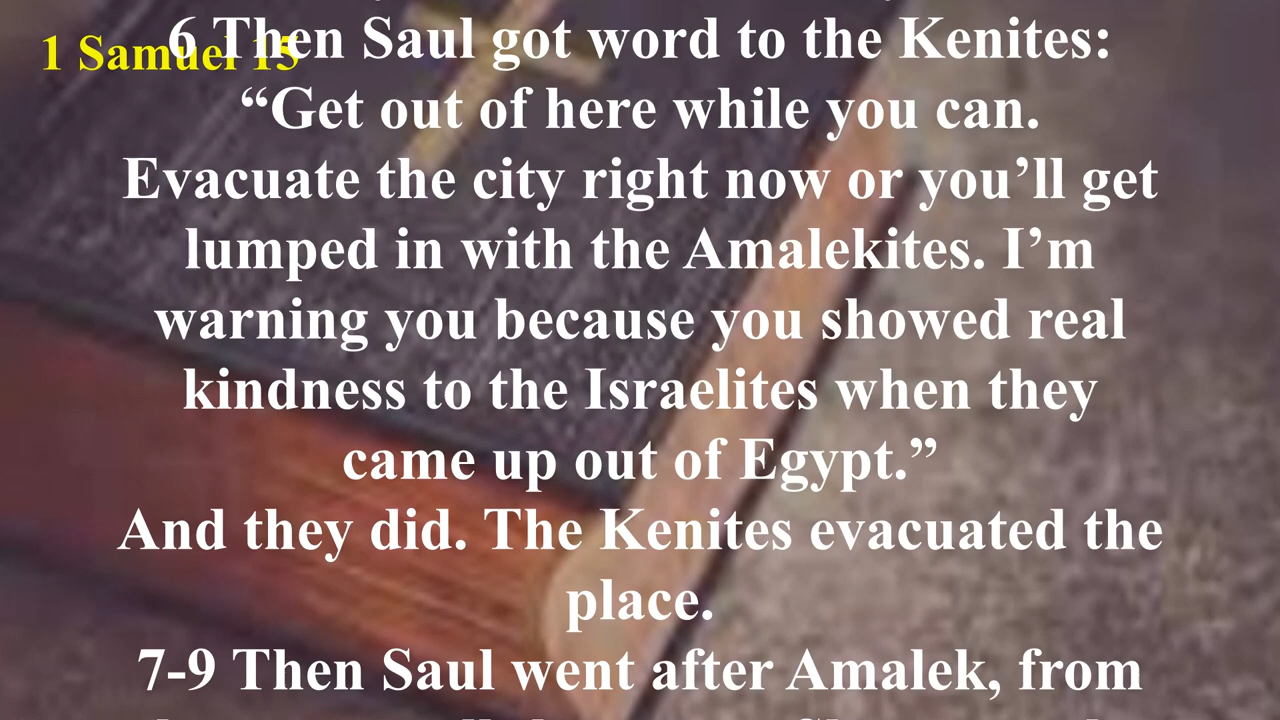 1 Samuel 15
6 Then Saul got word to the Kenites:
“Get out of here while you can.
Evacuate the city right now or you’ll get
lumped in with the Amalekites. I’m
warning you because you showed real
kindness to the Israelites when they
came up out of Egypt.”
And they did. The Kenites evacuated the
place.
7-9 Then Saul went after Amalek, from